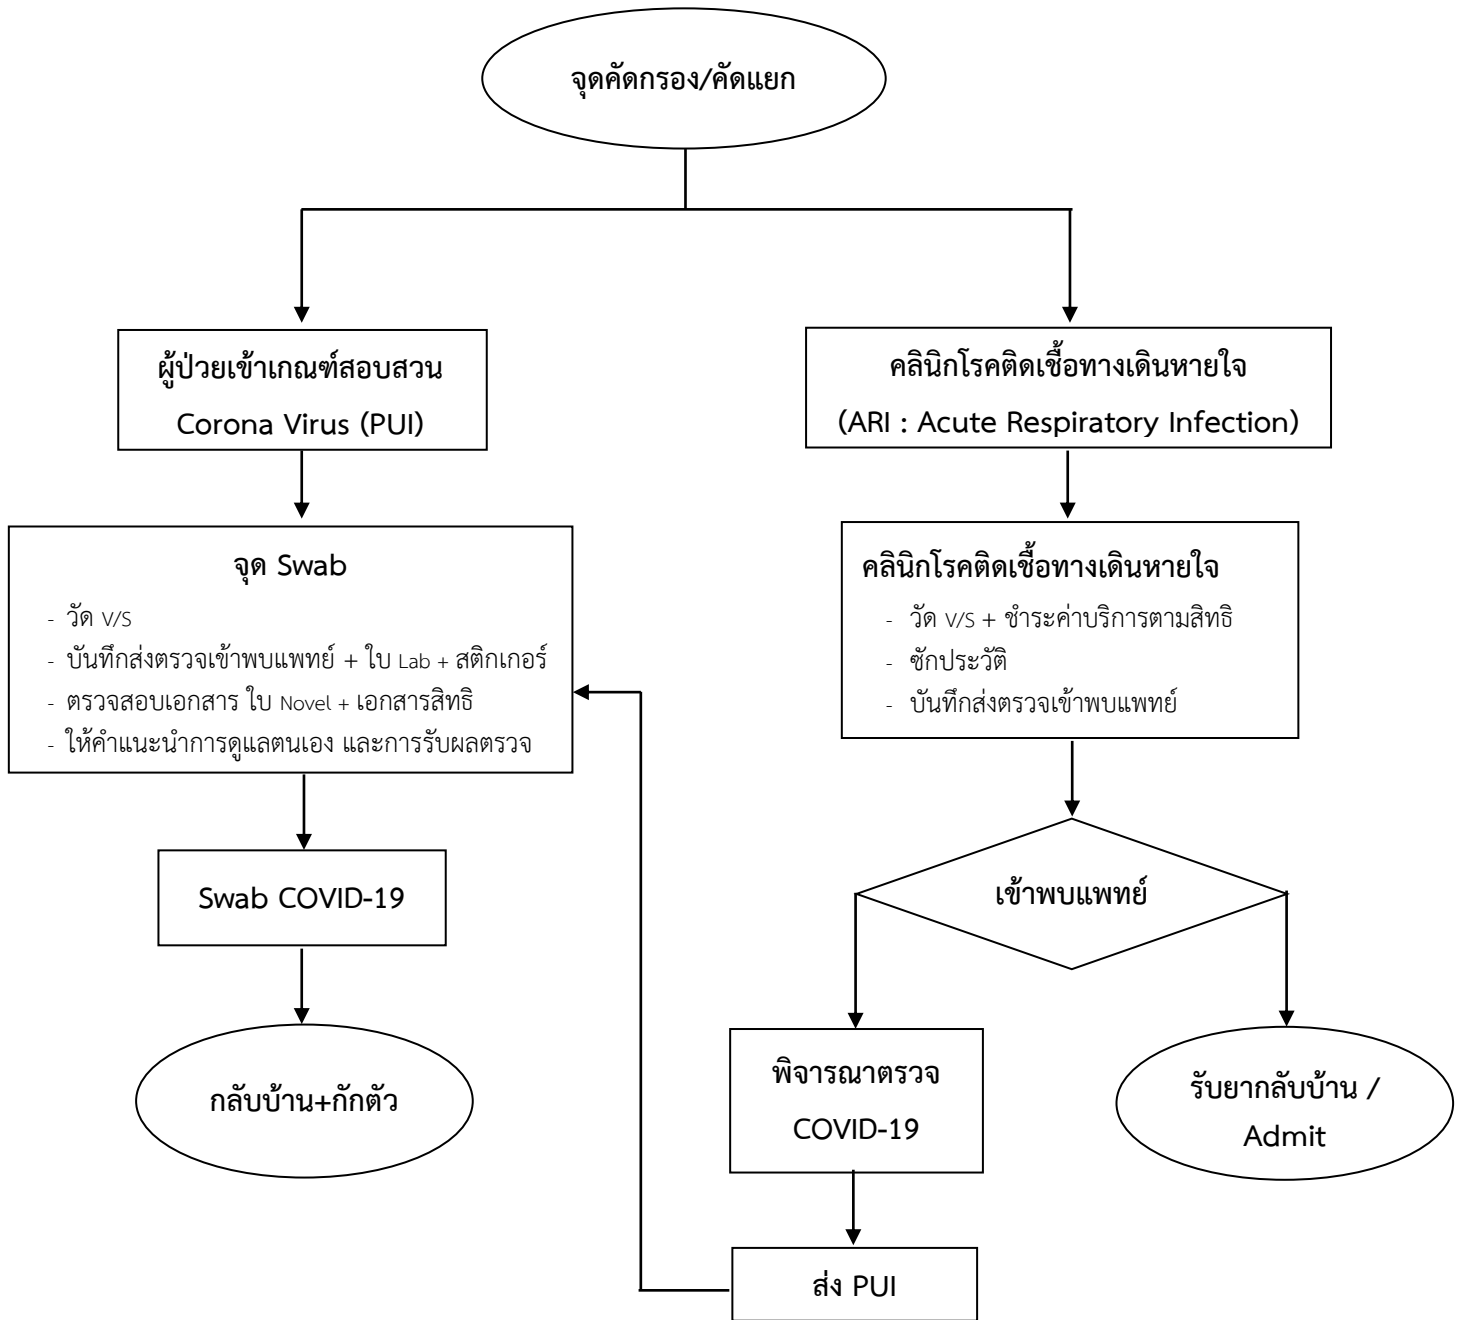 จุดคัดกรอง/คัดแยก
ผู้ป่วยเข้าเกณฑ์สอบสวน
Corona Virus (PUI)
คลินิกโรคติดเชื้อทางเดินหายใจ
(ARI : Acute Respiratory Infection)
จุด Swab
- วัด V/S
- บันทึกส่งตรวจเข้าพบแพทย์ + ใบ Lab + สติกเกอร์
- ตรวจสอบเอกสาร ใบ Novel + เอกสารสิทธิ
- ให้คำแนะนำการดูแลตนเอง และการรับผลตรวจ
คลินิกโรคติดเชื้อทางเดินหายใจ
- วัด V/S + ชำระค่าบริการตามสิทธิ
- ซักประวัติ
- บันทึกส่งตรวจเข้าพบแพทย์
Swab COVID-19
เข้าพบแพทย์
กลับบ้าน+กักตัว
พิจารณาตรวจ
COVID-19
รับยากลับบ้าน /
Admit
ส่ง PUI